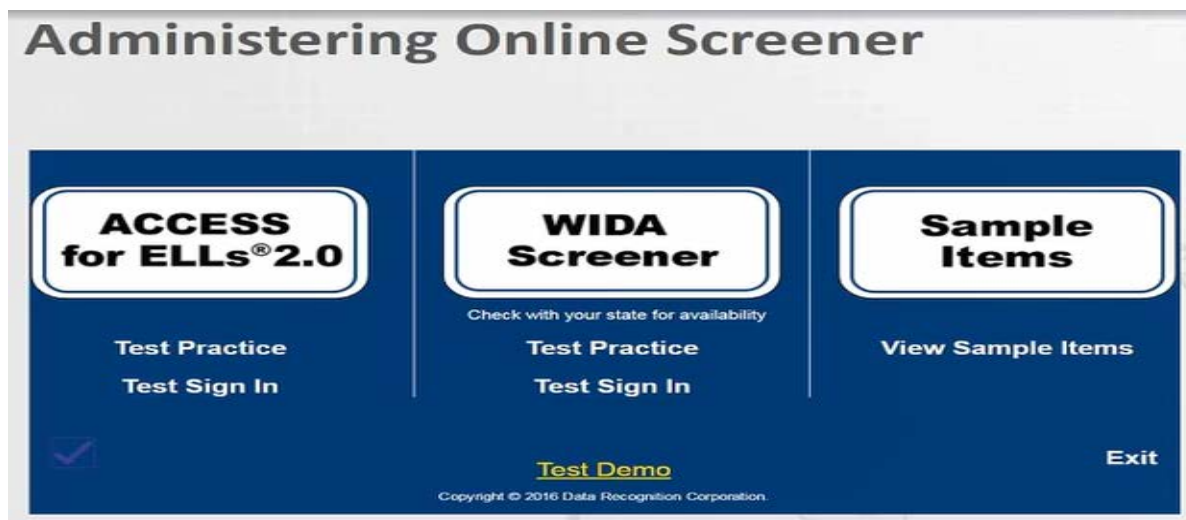 Administering Online Screener
ACCESS
for ELLs®2.0
Test Practice
Test Sign In
WIDA
Screener
Check with your state for availability
Test Practice
Test Sign In
Sample
Items
View Sample Items
Test Demo
Exit
Copyright © 2016 Data Recognition Corporation.